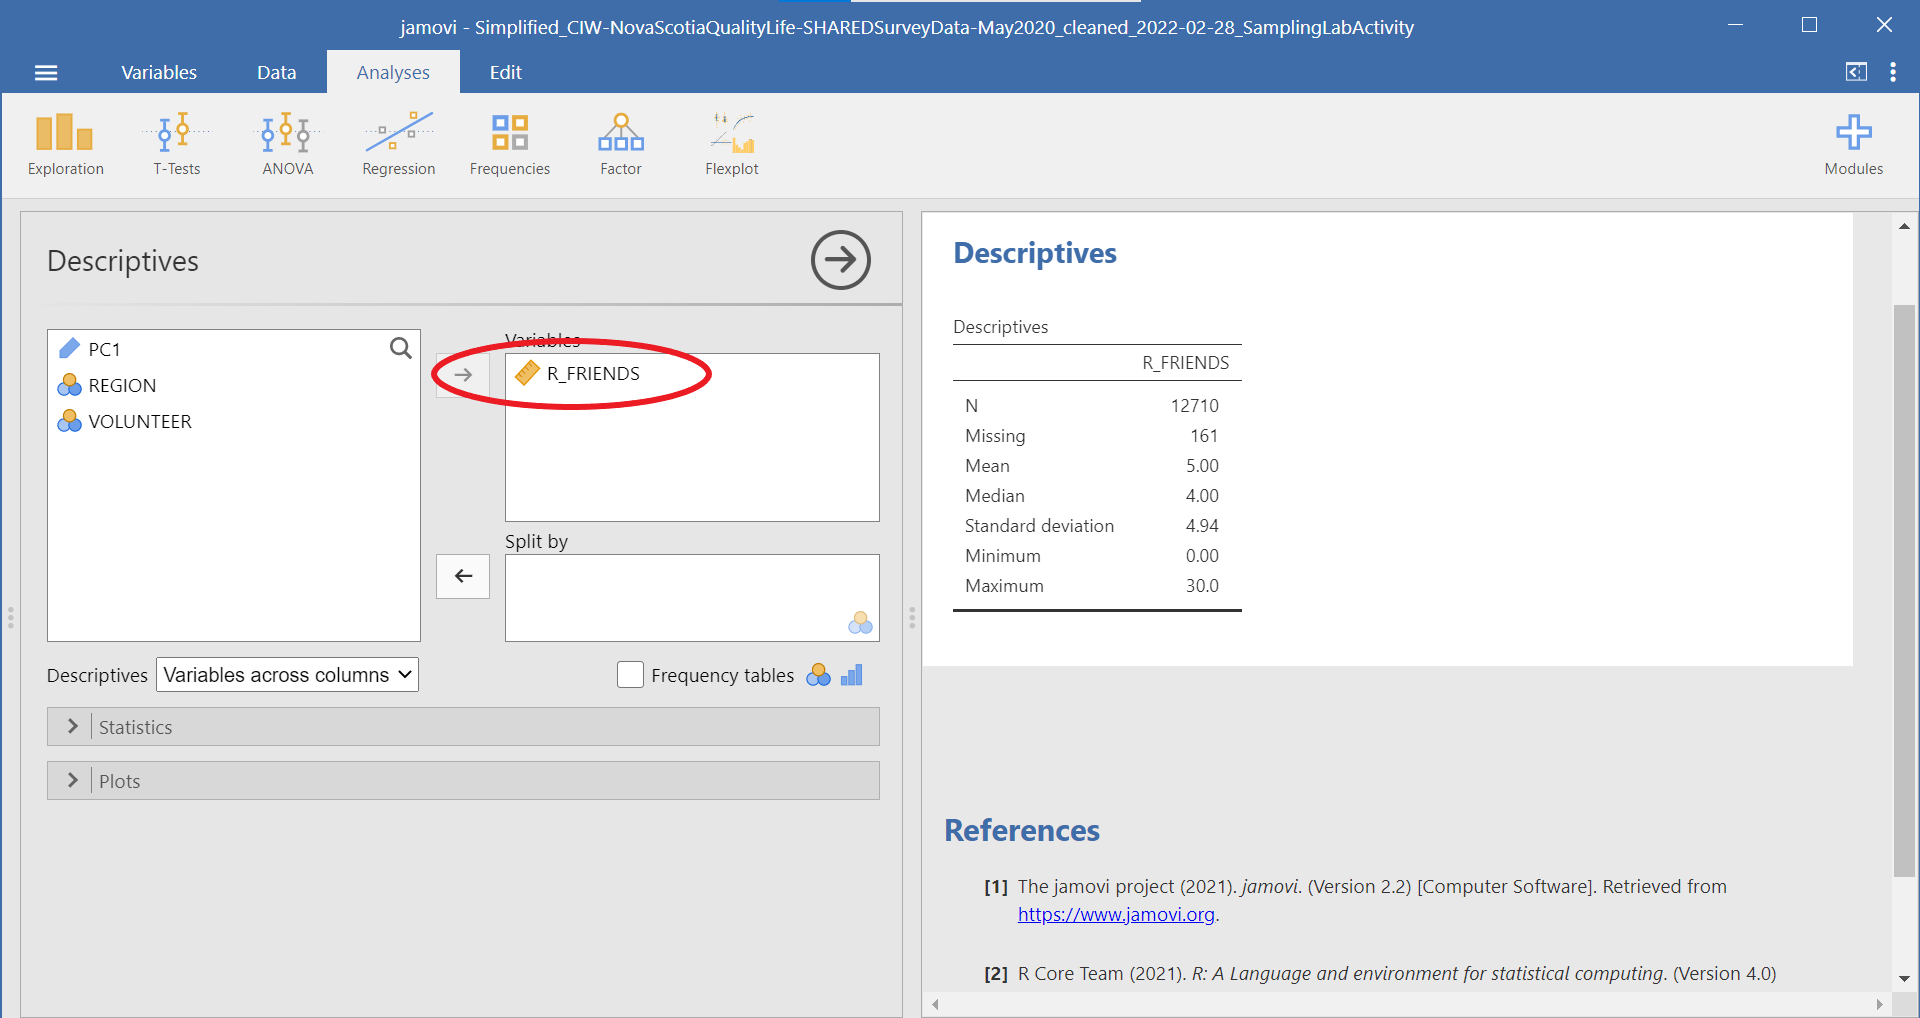 jamovi - Simplified_CIW-NovaScotiaQualityLife-SHAREDSurveyData-May2020_cleaned_2022-02-28_SamplingLabActivity
Variables Data Analyses Edit
Exploration T-Tests ANOVA Regression Frequencies Factor Flexplot Modules
Descriptives
PC1
REGION
VOLUNTEER
Variables
R_FRIENDS
Split by
Descriptives Variables across columns Frequency tables
Statistics
Plots
Descriptives
Descriptives
R_FRIENDS
N 12710
Missing 161
Mean 5.00
Median 4.00
Standard deviation 4.94
Minimum 0.00
Maximum 30.0
References
[1] The jamovi project (2021). jamovi. (Version 2.2) [Computer Software]. Retrieved from
https://www.jamovi.org.
[2] R Core Team (2021). R: A Language and environment for statistical computing. (Version 4.0)